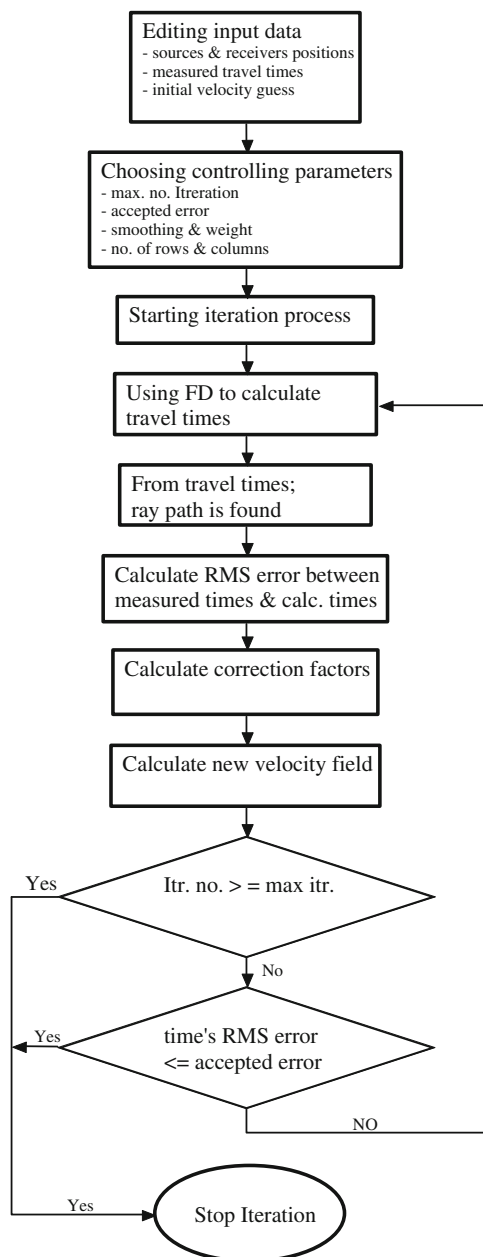 Editing input data
- sources & receivers positions
- measured travel times
- initial velocity guess
Choosing controlling parameters
- max. no. Itreration
- accepted error
- smoothing & weight
- no. of rows & columns
Starting iteration process
Using FD to calculate
travel times
From travel times;
ray path is found
Calculate RMS error between
measured times & calc. times
Calculate correction factors
Calculate new velocity field
Yes
Itr. no. > = max itr.
No
Yes
time's RMS error
<= accepted error
NO
Yes
Stop Iteration